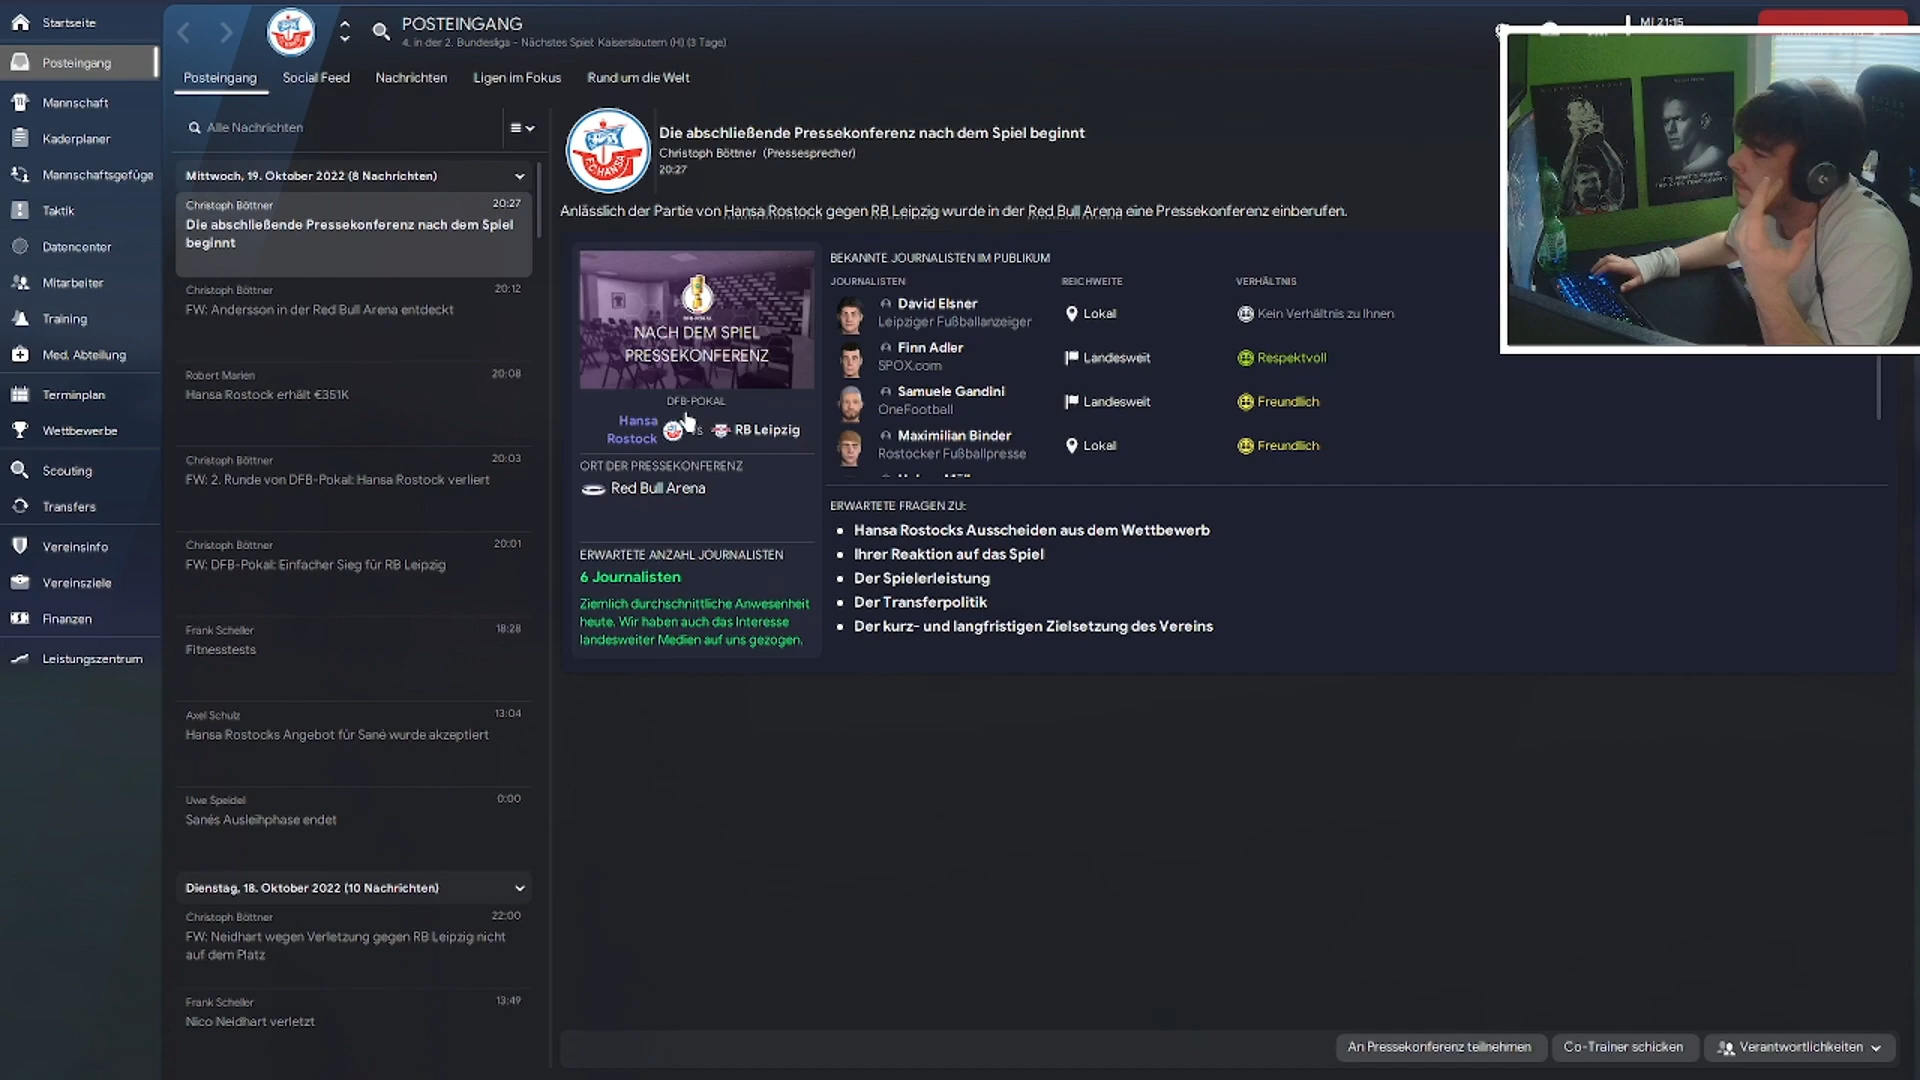 Startseite
Posteingang
Mannschaft
Kaderplaner
Mannschaftsgefüge
Taktik
Datencenter
Mitarbeiter
Training
Med. Abteilung
Terminplan
Wettbewerbe
Scouting
Transfers
Vereinsinfo
Vereinsziele
Finanzen
Leistungszentrum
POSTEINGANG
4. in der 2. Bundesliga - Nächstes Spiel: Kaiserslautern (H) (3 Tage)
MI 21:15
Posteingang Social Feed Nachrichten Ligen im Fokus Rund um die Welt
Alle Nachrichten
Mittwoch, 19. Oktober 2022 (8 Nachrichten)
Christoph Böttner 20:27
Die abschließende Pressekonferenz nach dem Spiel
beginnt
Christoph Böttner 20:12
FW: Andersson in der Red Bull Arena entdeckt
Robert Marien 20:08
Hansa Rostock erhält €351K
Christoph Böttner 20:03
FW: 2. Runde von DFB-Pokal: Hansa Rostock verliert
Christoph Böttner 20:01
FW: DFB-Pokal: Einfacher Sieg für RB Leipzig
Frank Scheller 18:28
Fitnesstests
Axel Schulz 13:04
Hansa Rostocks Angebot für Sané wurde akzeptiert
Uwe Speidel 0:00
Sanés Ausleihphase endet
Dienstag, 18. Oktober 2022 (10 Nachrichten)
Christoph Böttner 22:00
FW: Neidhart wegen Verletzung gegen RB Leipzig nicht
auf dem Platz
Frank Scheller 13:49
Nico Neidhart verletzt
F.C. HANSA
Die abschließende Pressekonferenz nach dem Spiel beginnt
Christoph Böttner (Pressesprecher)
20:27
Anlässlich der Partie von Hansa Rostock gegen RB Leipzig wurde in der Red Bull Arena eine Pressekonferenz einberufen.
DFB-POKAL
NACH DEM SPIEL
PRESSEKONFERENZ
DFB-POKAL
Hansa
Rostock vs RB Leipzig
ORT DER PRESSEKONFERENZ
Red Bull Arena
ERWARTETE ANZAHL JOURNALISTEN
6 Journalisten
Ziemlich durchschnittliche Anwesenheit
heute. Wir haben auch das Interesse
landesweiter Medien auf uns gezogen.
BEKANNTE JOURNALISTEN IM PUBLIKUM
JOURNALISTEN REICHWEITE VERHÄLTNIS
David Elsner
Leipziger Fußballanzeiger Lokal Kein Verhältnis zu Ihnen
Finn Adler
SPOX.com Landesweit Respektvoll
Samuele Gandini
OneFootball Landesweit Freundlich
Maximilian Binder
Rostocker Fußballpresse Lokal Freundlich
ERWARTETE FRAGEN ZU:
• Hansa Rostocks Ausscheiden aus dem Wettbewerb
• Ihrer Reaktion auf das Spiel
• Der Spielerleistung
• Der Transferpolitik
• Der kurz- und langfristigen Zielsetzung des Vereins
An Pressekonferenz teilnehmen Co-Trainer schicken Verantwortlichkeiten